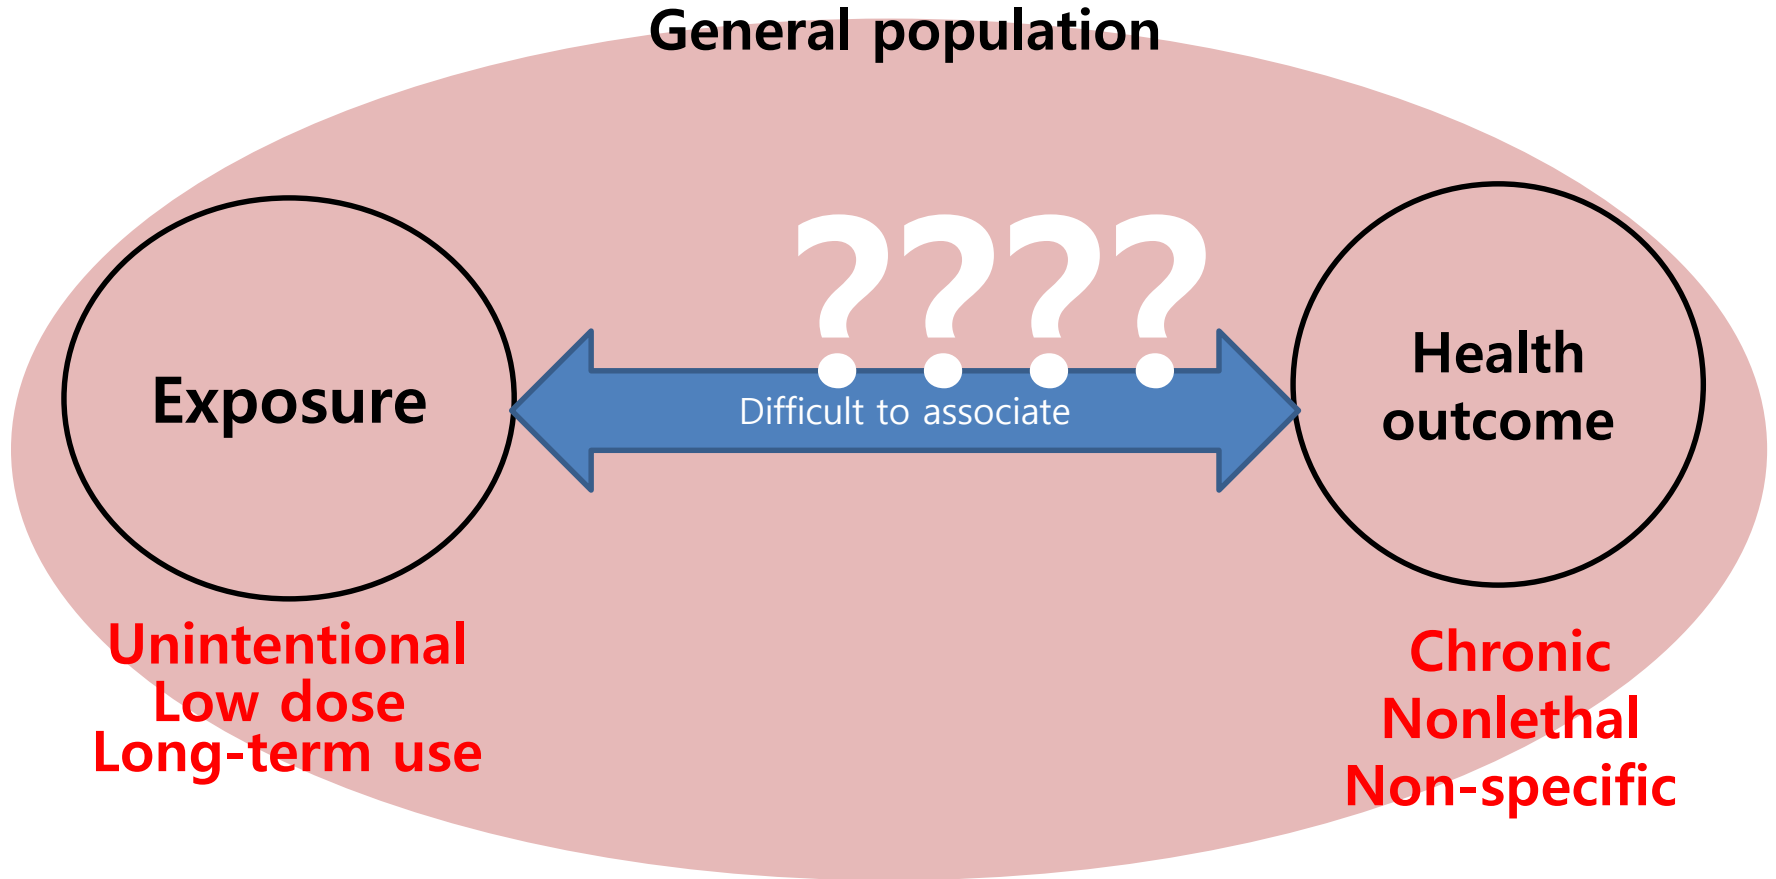 General population
????
Exposure
Difficult to associate
Health
outcome
Unintentional
Low dose
Long-term use
Chronic
Nonlethal
Non-specific